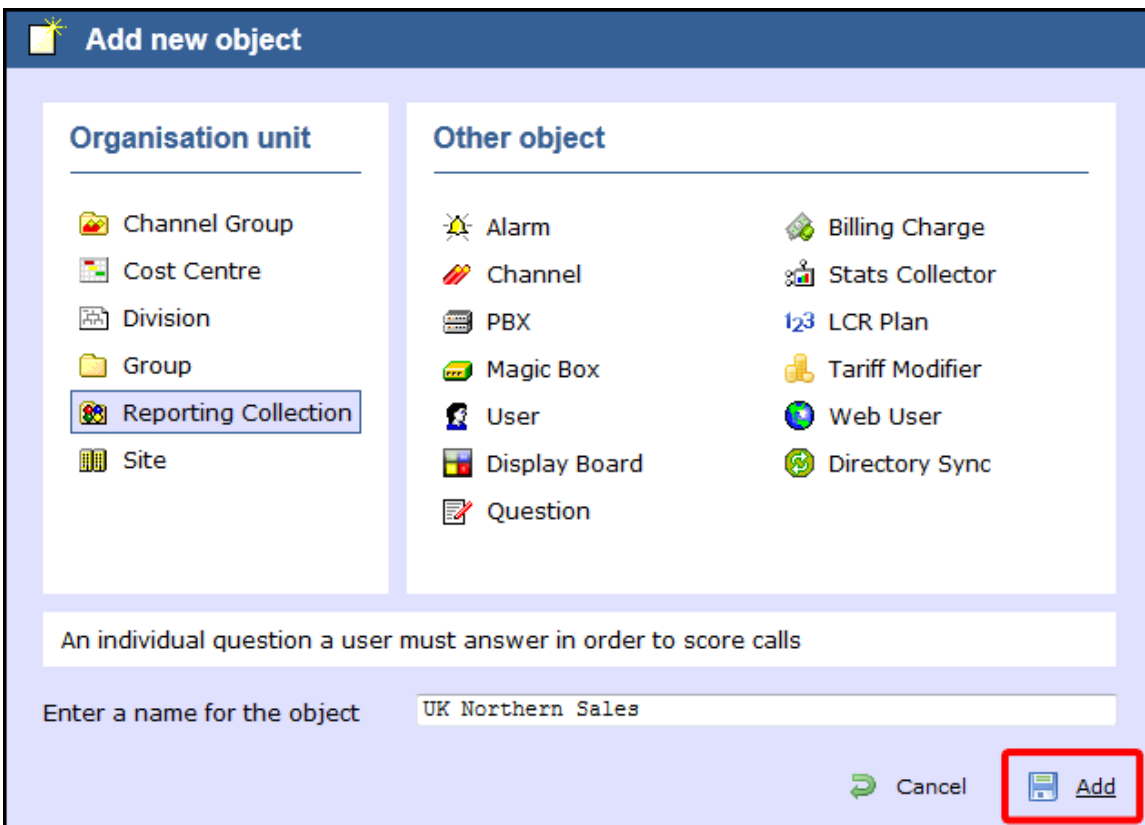 Add new object
Organisation unit
Channel Group
Cost Centre
Division
Group
Reporting Collection
Site
Other object
Alarm
Channel
PBX
Magic Box
User
Display Board
Question
Billing Charge
Stats Collector
123 LCR Plan
Tariff Modifier
Web User
Directory Sync
An individual question a user must answer in order to score calls
Enter a name for the object
UK Northern Sales
Cancel
Add